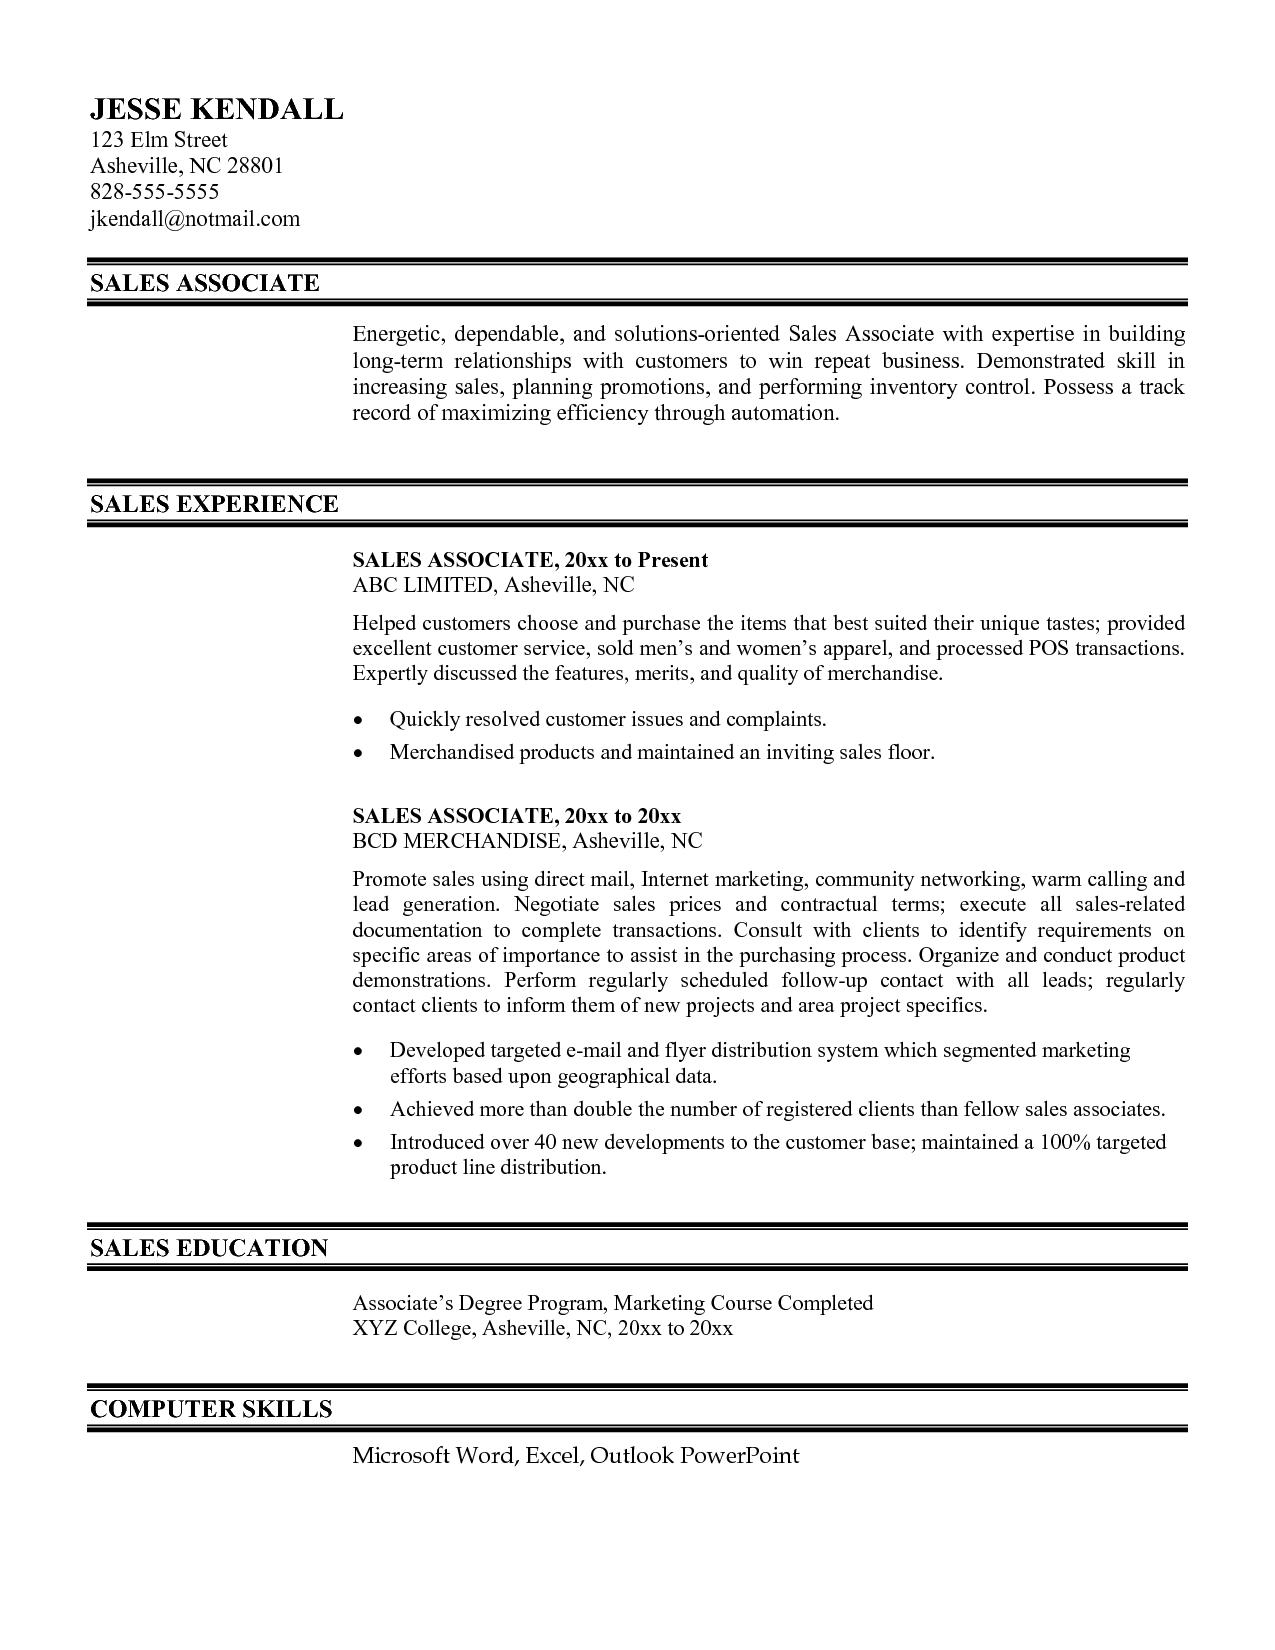 JESSE KENDALL
123 Elm Street
Asheville, NC 28801
828-555-5555
jkendall@notmail.com
SALES ASSOCIATE
Energetic, dependable, and solutions-oriented Sales Associate with expertise in building
long-term relationships with customers to win repeat business. Demonstrated skill in
increasing sales, planning promotions, and performing inventory control. Possess a track
record of maximizing efficiency through automation.
SALES EXPERIENCE
SALES ASSOCIATE, 20xx to Present
ABC LIMITED, Asheville, NC
Helped customers choose and purchase the items that best suited their unique tastes; provided
excellent customer service, sold men’s and women’s apparel, and processed POS transactions.
Expertly discussed the features, merits, and quality of merchandise.
• Quickly resolved customer issues and complaints.
• Merchandised products and maintained an inviting sales floor.
SALES ASSOCIATE, 20xx to 20xx
BCD MERCHANDISE, Asheville, NC
Promote sales using direct mail, Internet marketing, community networking, warm calling and
lead generation. Negotiate sales prices and contractual terms; execute all sales-related
documentation to complete transactions. Consult with clients to identify requirements on
specific areas of importance to assist in the purchasing process. Organize and conduct product
demonstrations. Perform regularly scheduled follow-up contact with all leads; regularly
contact clients to inform them of new projects and area project specifics.
• Developed targeted e-mail and flyer distribution system which segmented marketing
efforts based upon geographical data.
• Achieved more than double the number of registered clients than fellow sales associates.
• Introduced over 40 new developments to the customer base; maintained a 100% targeted
product line distribution.
SALES EDUCATION
Associate’s Degree Program, Marketing Course Completed
XYZ College, Asheville, NC, 20xx to 20xx
COMPUTER SKILLS
Microsoft Word, Excel, Outlook PowerPoint